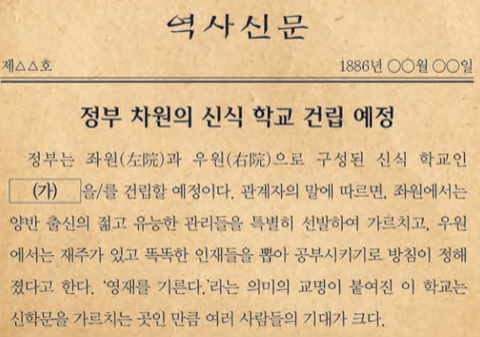 역사신문
제△△호 1886년 ○○월 ○○일
정부 차원의 신식 학교 건립 예정
정부는 좌원(左院)과 우원(右院)으로 구성된 신식 학교인
(가) 을/를 건립할 예정이다. 관계자의 말에 따르면, 좌원에서는
양반 출신의 젊고 유능한 관리들을 특별히 선발하여 가르치고, 우원
에서는 재주가 있고 똑똑한 인재들을 뽑아 공부시키기로 방침이 정해
졌다고 한다. ‘영재를 기른다.’라는 의미의 교명이 붙여진 이 학교는
신학문을 가르치는 곳인 만큼 여러 사람들의 기대가 크다.